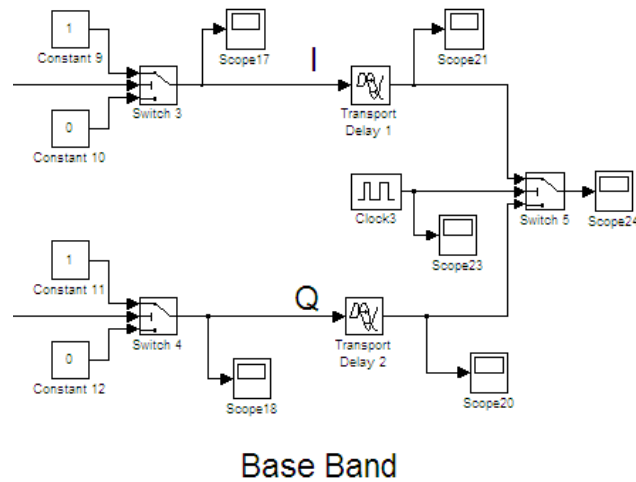 1
Constant 9
Scope17
I
Scope21
Switch 3
Transport
Delay 1
0
Constant 10
Clook3
Switch 5
Scope24
Scope23
1
Constant 11
Q
Switch 4
Transport
Delay 2
0
Constant 12
Scope18
Scope20
Base Band